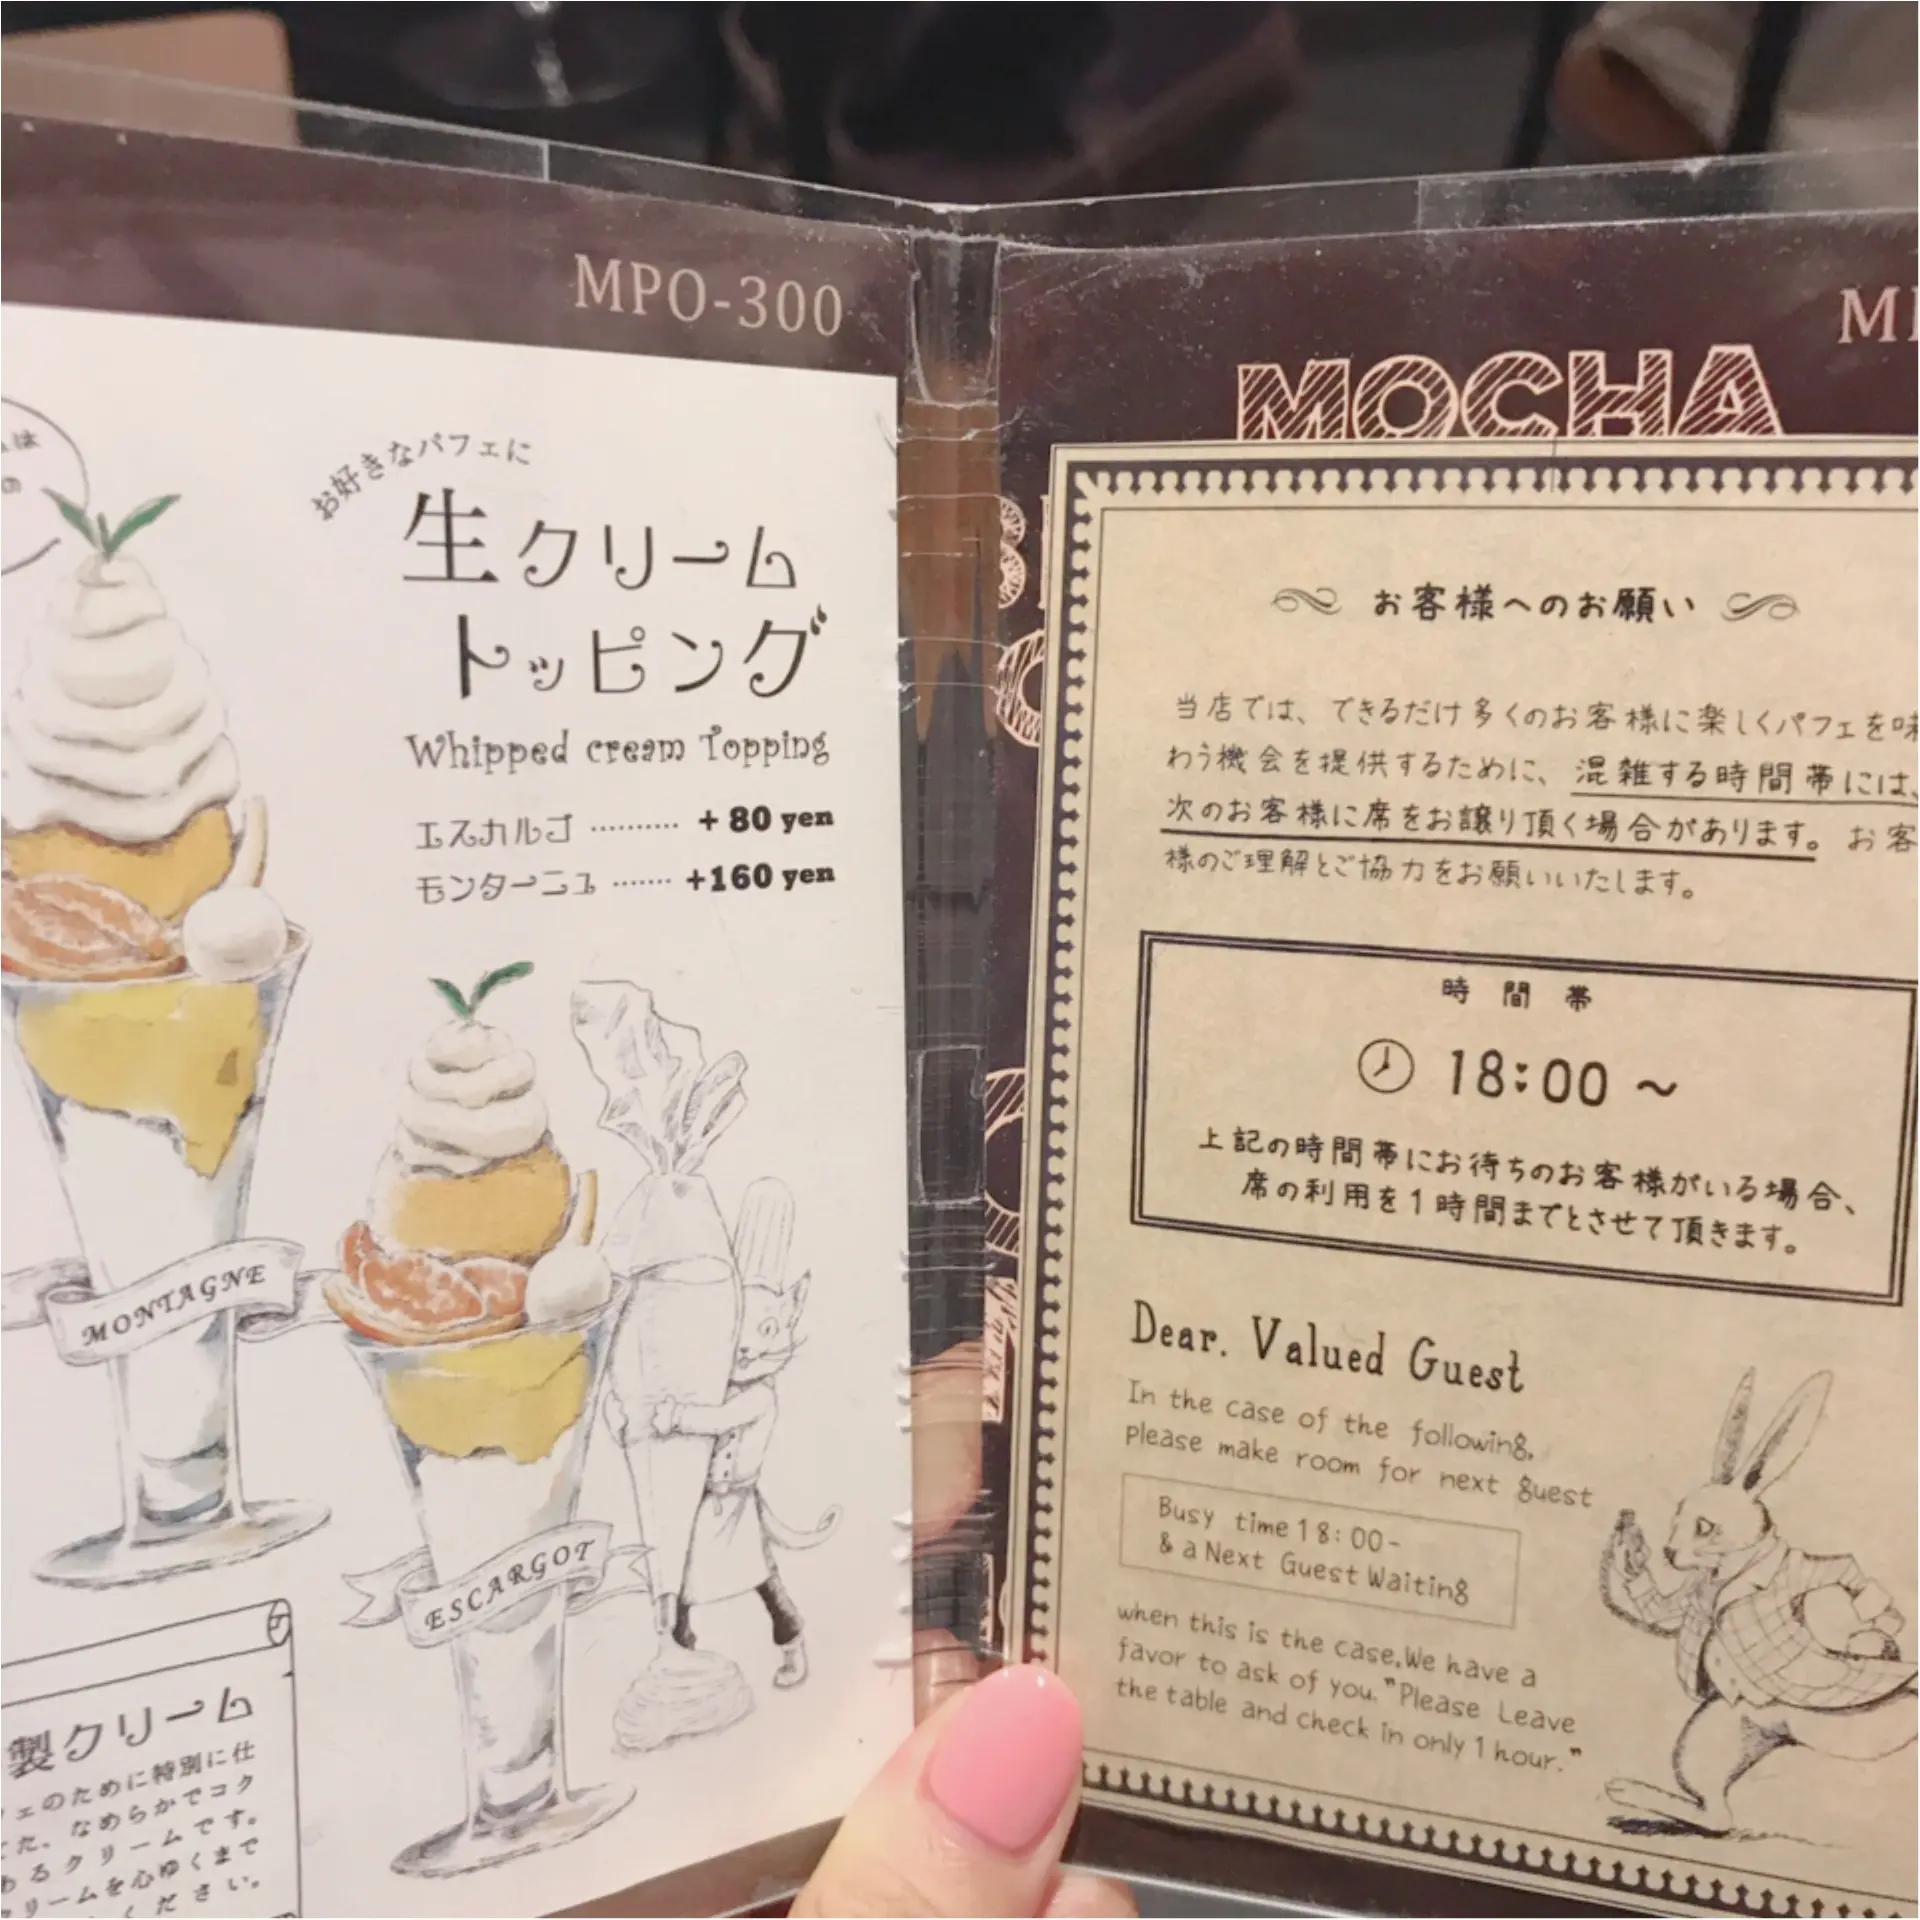 MPO-300
お好きなパフェに
生クリーム
トッピング
Whipped cream Topping
エスカルゴ ………… + 80 yen
モンターニュ ……… +160 yen
MONTAGNE
ESCARGOT
製クリーム
ェのために特別に仕
た、なめらかでコク
あるクリームです。
クリームを心ゆくまで
ください。
MOCHA
お客様へのお願い
当店では、できるだけ多くのお客様に楽しくパフェを味
わう機会を提供するために、混雑する時間帯には、
次のお客様に席をお譲り頂く場合があります。お客
様のご理解とご協力をお願いいたします。
時間帯
18:00 ~
上記の時間帯にお待ちのお客様がいる場合、
席の利用を1時間までとさせて頂きます。
Dear. Valued Guest
In the case of the following,
please make room for next guest
Busy time 18:00-
& a Next Guest Waiting
when this is the case.We have a
favor to ask of you."Please Leave
the table and check in only 1 hour."